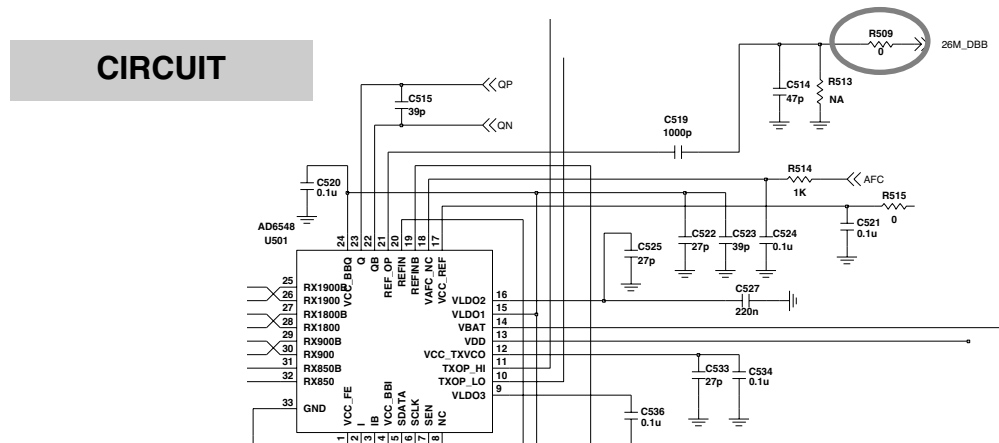 CIRCUIT
R509
0
26M_DBB
C514
47p
R513
NA
QP
C515
39p
QN
C519
1000p
C520
0.1u
R514
1K
AFC
R515
0
AD6548
U501
C522
27p
C523
39p
C524
0.1u
C521
0.1u
C525
27p
C527
220n
24
23
22
21
20
19
18
17
VCC_BBQ
Q
QB
REF_OP
REFIN
REFINB
VAFC_NC
VCC_REF
25 RX1900B
26 RX1900
27 RX1800B
28 RX1800
29 RX900B
30 RX900
31 RX850B
32 RX850
33 GND
VLDO2 16
VLDO1 15
VBAT 14
VDD 13
VCC_TXVCO 12
TXOP_HI 11
TXOP_LO 10
VLDO3 9
VCC_FE
I
IB
VCC_BBI
SDATA
SCLK
SEN
NC
1
2
3
4
5
6
7
8
C533
27p
C534
0.1u
C536
0.1u